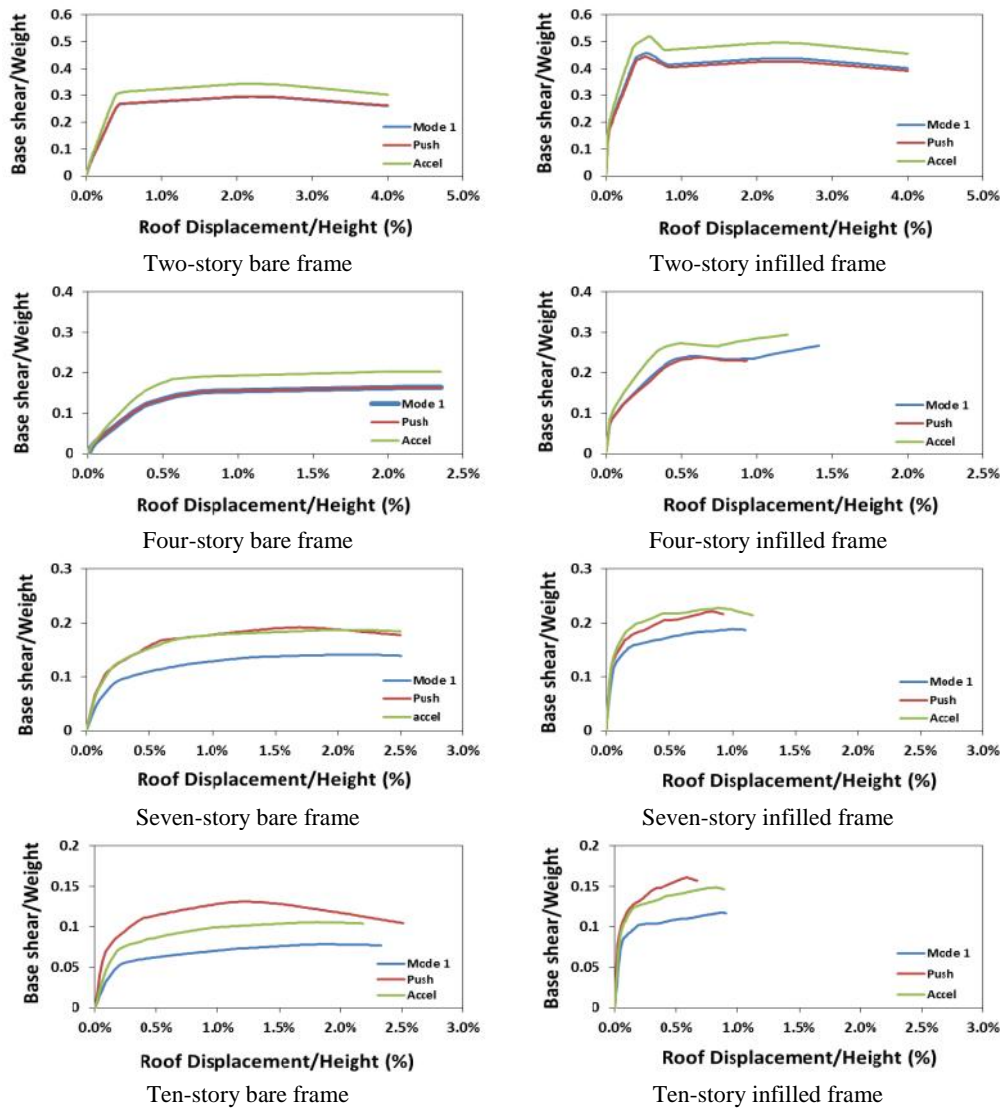 0.6
0.5
0.4
0.3
0.2
0.1
0
Base shear/Weight
0.0% 1.0% 2.0% 3.0% 4.0% 5.0%
Roof Displacement/Height (%)
Mode 1
Push
Accel
Two-story bare frame
0.6
0.5
0.4
0.3
0.2
0.1
0
Base shear/Weight
0.0% 1.0% 2.0% 3.0% 4.0% 5.0%
Roof Displacement/Height (%)
Mode 1
Push
Accel
Two-story infilled frame
0.4
0.3
0.2
0.1
0
Base shear/Weight
0.0% 0.5% 1.0% 1.5% 2.0% 2.5%
Roof Displacement/Height (%)
Mode 1
Push
Accel
Four-story bare frame
0.4
0.3
0.2
0.1
0
Base shear/Weight
0.0% 0.5% 1.0% 1.5% 2.0% 2.5%
Roof Displacement/Height (%)
Mode 1
Push
Accel
Four-story infilled frame
0.3
0.2
0.1
0
Base shear/Weight
0.0% 0.5% 1.0% 1.5% 2.0% 2.5% 3.0%
Roof Displacement/Height (%)
Mode 1
Push
accel
Seven-story bare frame
0.3
0.2
0.1
0
Base shear/Weight
0.0% 0.5% 1.0% 1.5% 2.0% 2.5% 3.0%
Roof Displacement/Height (%)
Mode 1
Push
Accel
Seven-story infilled frame
0.2
0.15
0.1
0.05
0
Base shear/Weight
0.0% 0.5% 1.0% 1.5% 2.0% 2.5% 3.0%
Roof Displacement/Height (%)
Mode 1
Push
Accel
Ten-story bare frame
0.2
0.15
0.1
0.05
0
Base shear/Weight
0.0% 0.5% 1.0% 1.5% 2.0% 2.5% 3.0%
Roof Displacement/Height (%)
Mode 1
Push
Accel
Ten-story infilled frame